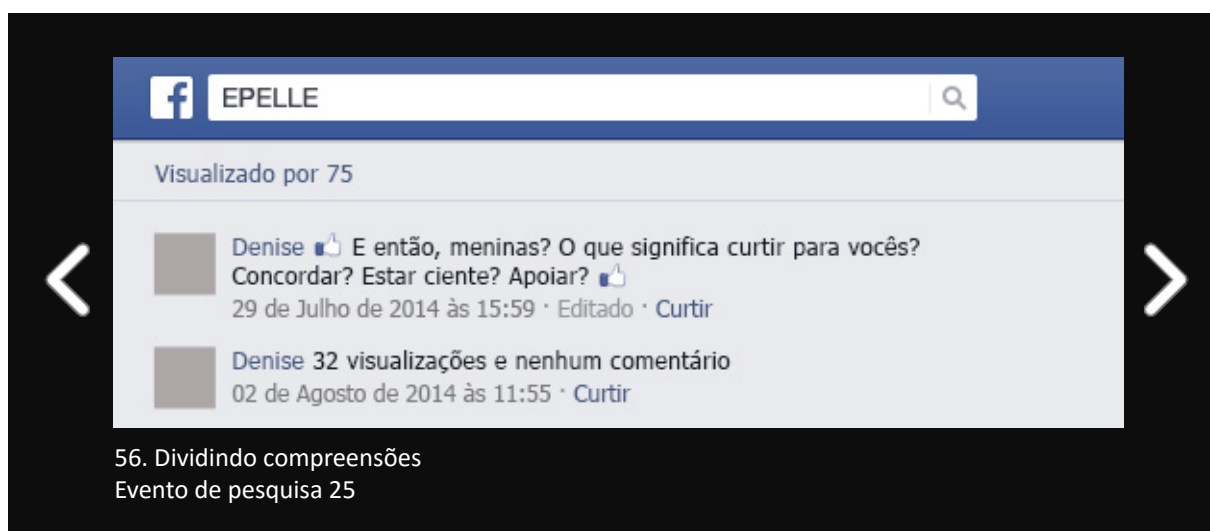 EPELLE
Visualizado por 75
Denise E então, meninas? O que significa curtir para vocês?
Concordar? Estar ciente? Apoiar?
29 de Julho de 2014 às 15:59 · Editado · Curtir
Denise 32 visualizações e nenhum comentário
02 de Agosto de 2014 às 11:55 · Curtir
56. Dividindo compreensões
Evento de pesquisa 25